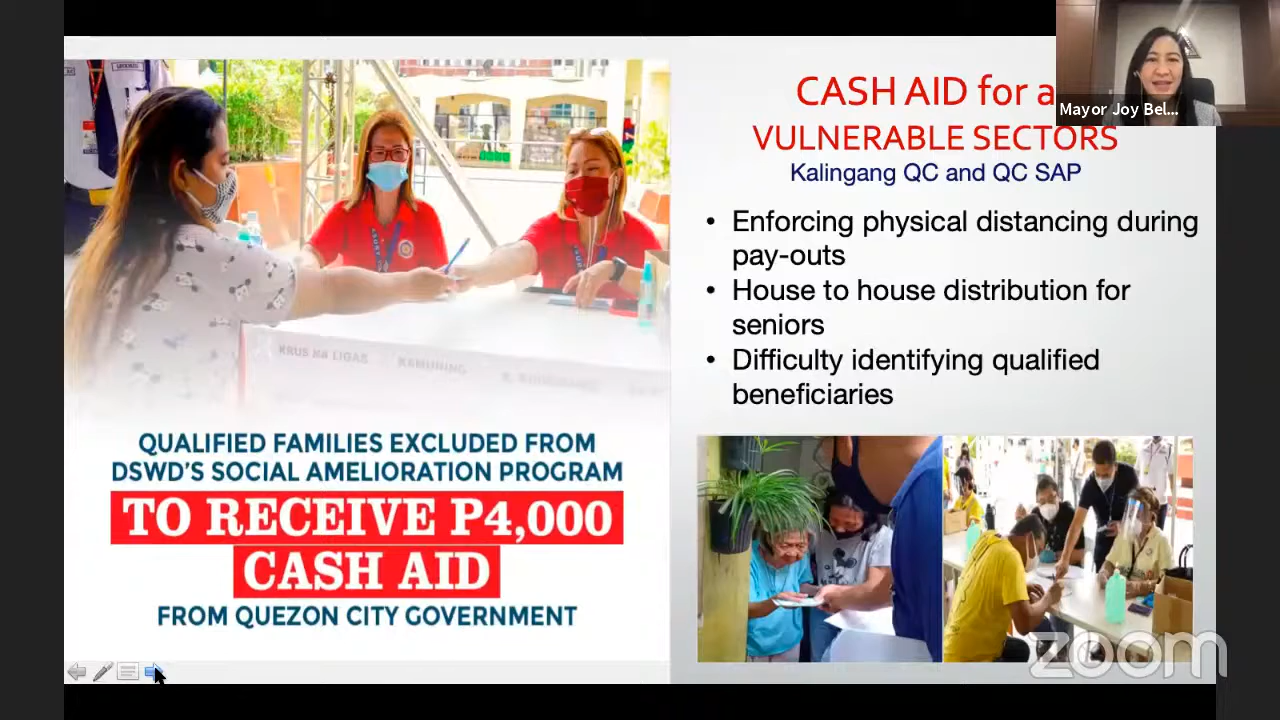 CASH AID for a
VULNERABLE SECTORS
Kalingang QC and QC SAP
• Enforcing physical distancing during
pay-outs
• House to house distribution for
seniors
• Difficulty identifying qualified
beneficiaries
Mayor Joy Bel...
KRUS NA LIGAS
KAMUNING
QUALIFIED FAMILIES EXCLUDED FROM
DSWD'S SOCIAL AMELIORATION PROGRAM
TO RECEIVE P4,000
CASH AID
FROM QUEZON CITY GOVERNMENT
zoom